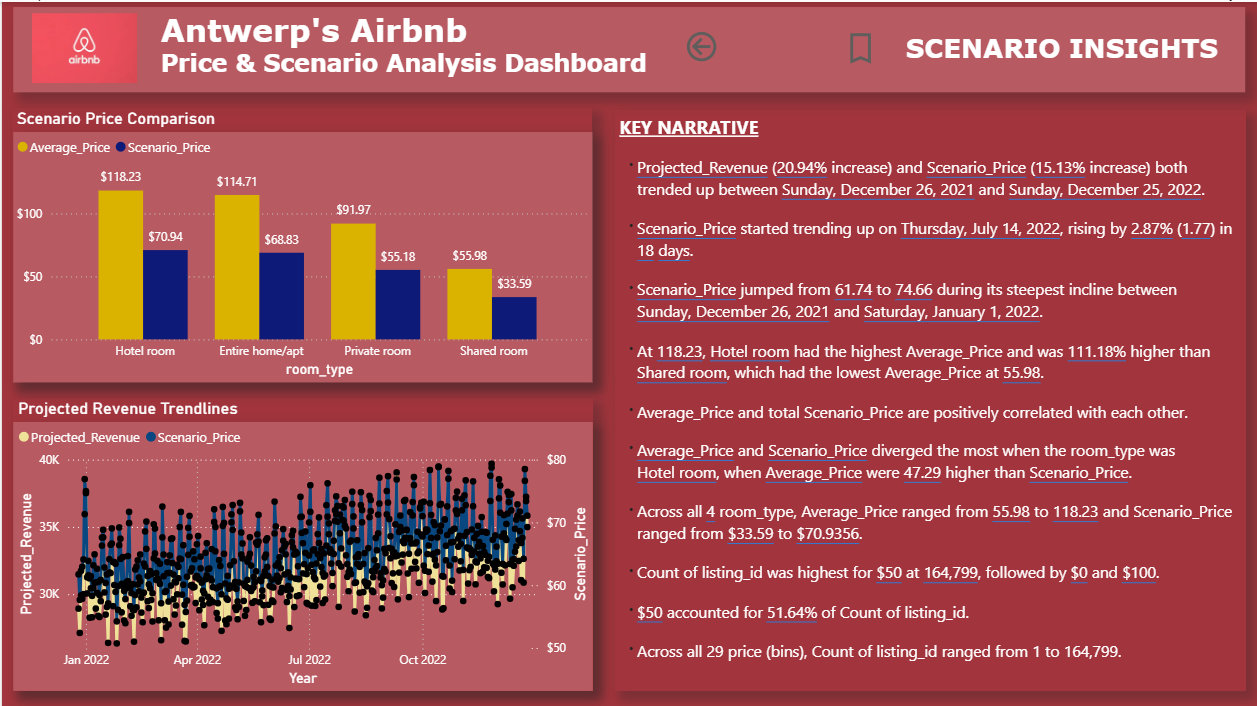 airbnb
Antwerp's Airbnb
Price & Scenario Analysis Dashboard
SCENARIO INSIGHTS
Scenario Price Comparison
Average_Price Scenario_Price
$118.23
$114.71
$91.97
$70.94
$68.83
$55.18
$55.98
$33.59
$100
$50
$0
Hotel room
Entire home/apt
Private room
Shared room
room_type
Projected Revenue Trendlines
Projected_Revenue Scenario_Price
40K
35K
30K
Projected_Revenue
$80
$70
$60
$50
Scenario_Price
Jan 2022
Apr 2022
Jul 2022
Oct 2022
Year
KEY NARRATIVE
Projected_Revenue (20.94% increase) and Scenario_Price (15.13% increase) both
trended up between Sunday, December 26, 2021 and Sunday, December 25, 2022.
Scenario_Price started trending up on Thursday, July 14, 2022, rising by 2.87% (1.77) in
18 days.
Scenario_Price jumped from 61.74 to 74.66 during its steepest incline between
Sunday, December 26, 2021 and Saturday, January 1, 2022.
At 118.23, Hotel room had the highest Average_Price and was 111.18% higher than
Shared room, which had the lowest Average_Price at 55.98.
Average_Price and total Scenario_Price are positively correlated with each other.
Average_Price and Scenario_Price diverged the most when the room_type was
Hotel room, when Average_Price were 47.29 higher than Scenario_Price.
Across all 4 room_type, Average_Price ranged from 55.98 to 118.23 and Scenario_Price
ranged from $33.59 to $70.9356.
Count of listing_id was highest for $50 at 164,799, followed by $0 and $100.
$50 accounted for 51.64% of Count of listing_id.
Across all 29 price (bins), Count of listing_id ranged from 1 to 164,799.